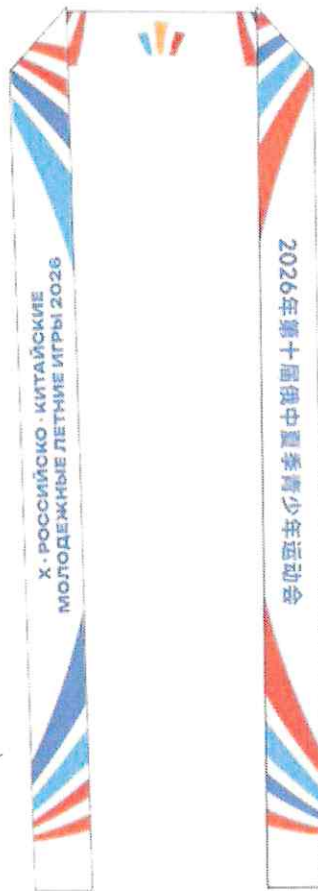 Х · РОССИЙСКО · КИТАЙСКИЕ
МОЛОДЕЖНЫЕ ЛЕТНИЕ ИГРЫ 2026
2026年第十届俄中夏季青少年运动会